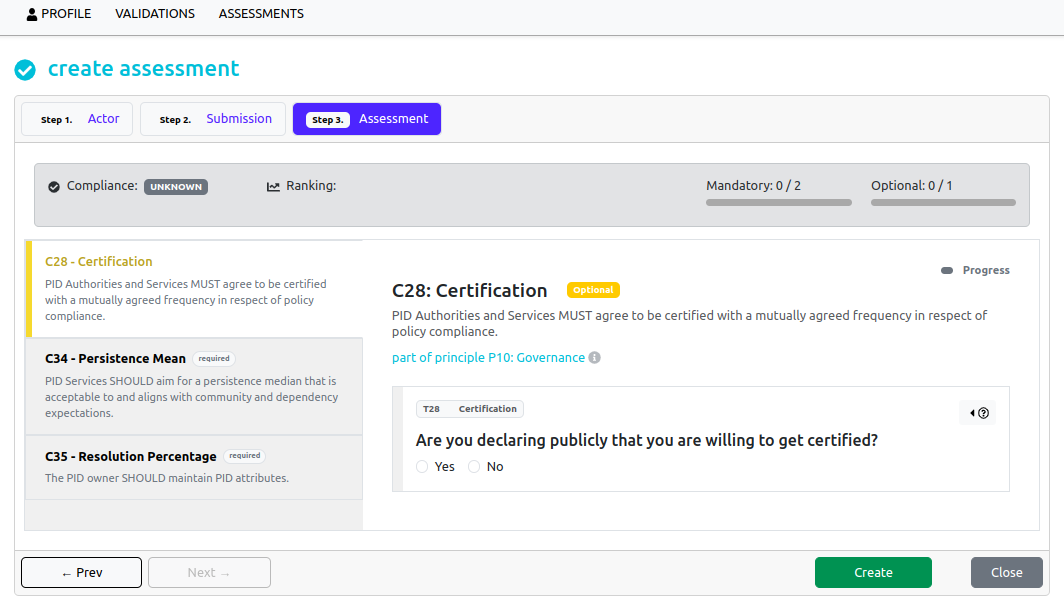 PROFILE VALIDATIONS ASSESSMENTS
create assessment
Step 1. Actor Step 2. Submission Step 3. Assessment
Compliance: UNKNOWN Ranking: Mandatory: 0 / 2 Optional: 0 / 1
C28 - Certification
PID Authorities and Services MUST agree to be certified
with a mutually agreed frequency in respect of policy
compliance.
C34 - Persistence Mean required
PID Services SHOULD aim for a persistence median that is
acceptable to and aligns with community and dependency
expectations.
C35 - Resolution Percentage required
The PID owner SHOULD maintain PID attributes.
Progress
C28: Certification Optional
PID Authorities and Services MUST agree to be certified with a mutually agreed frequency in respect of
policy compliance.
part of principle P10: Governance
T28 Certification
Are you declaring publicly that you are willing to get certified?
Yes No
← Prev Next → Create Close